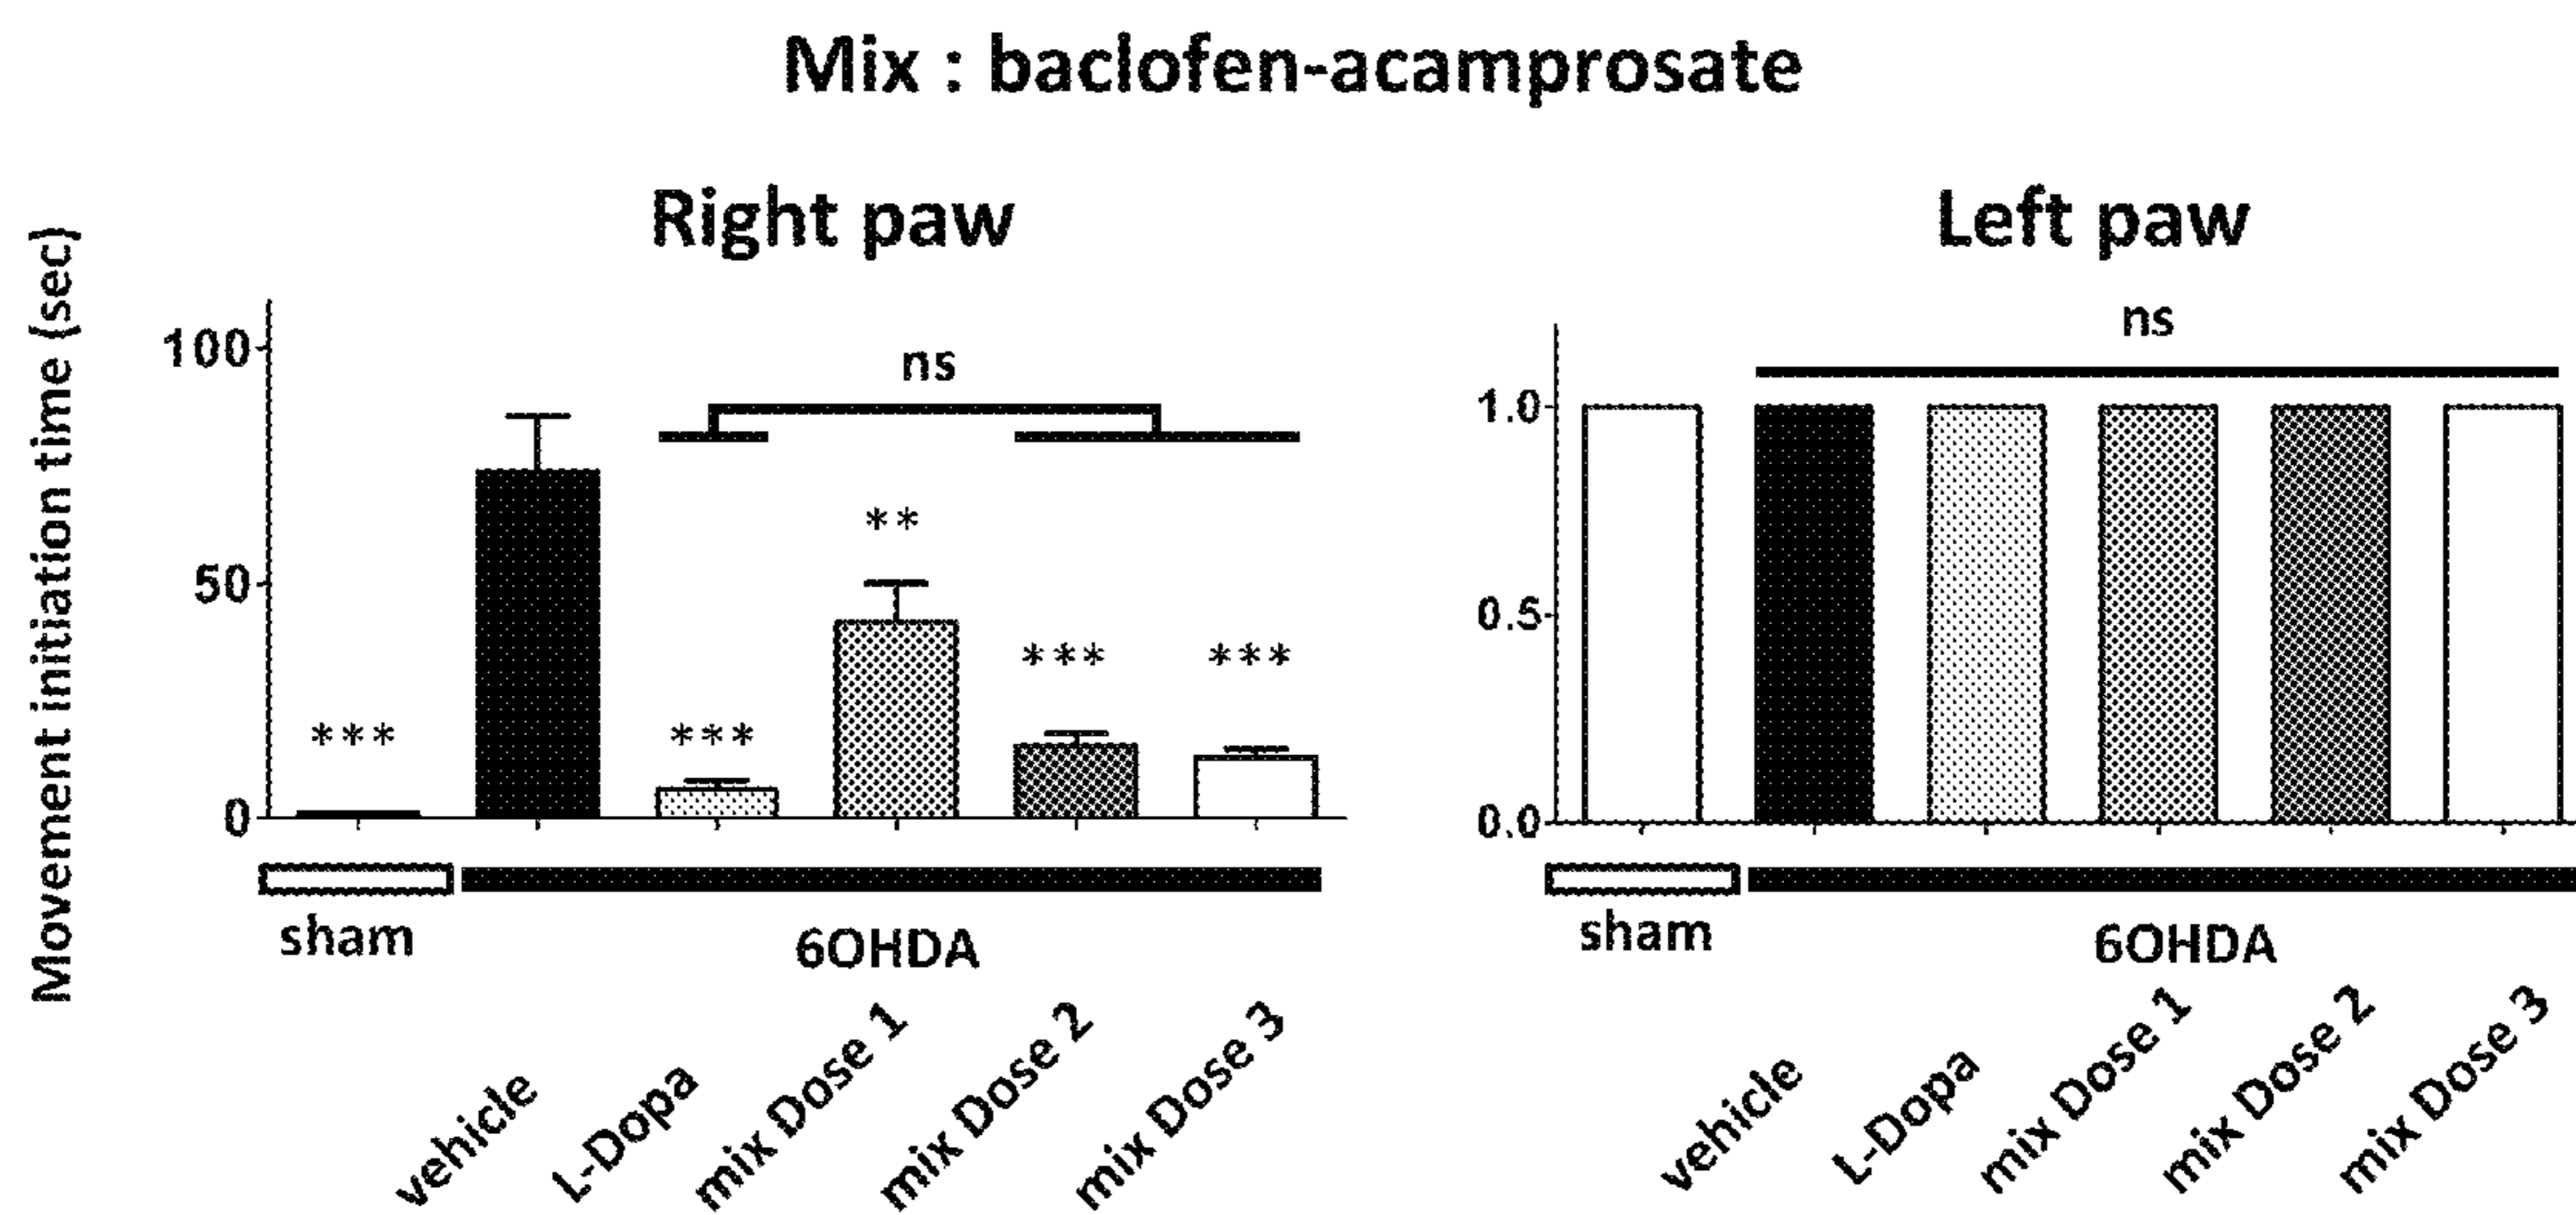 Mix : baclofen-acamprosate
Right paw
Movement initiation time (sec)
100
50
0
ns
***
***
**
***
***
sham
6OHDA
vehicle
L-Dopa
mix Dose 1
mix Dose 2
mix Dose 3
Left paw
1.0
0.5
0.0
ns
sham
6OHDA
vehicle
L-Dopa
mix Dose 1
mix Dose 2
mix Dose 3